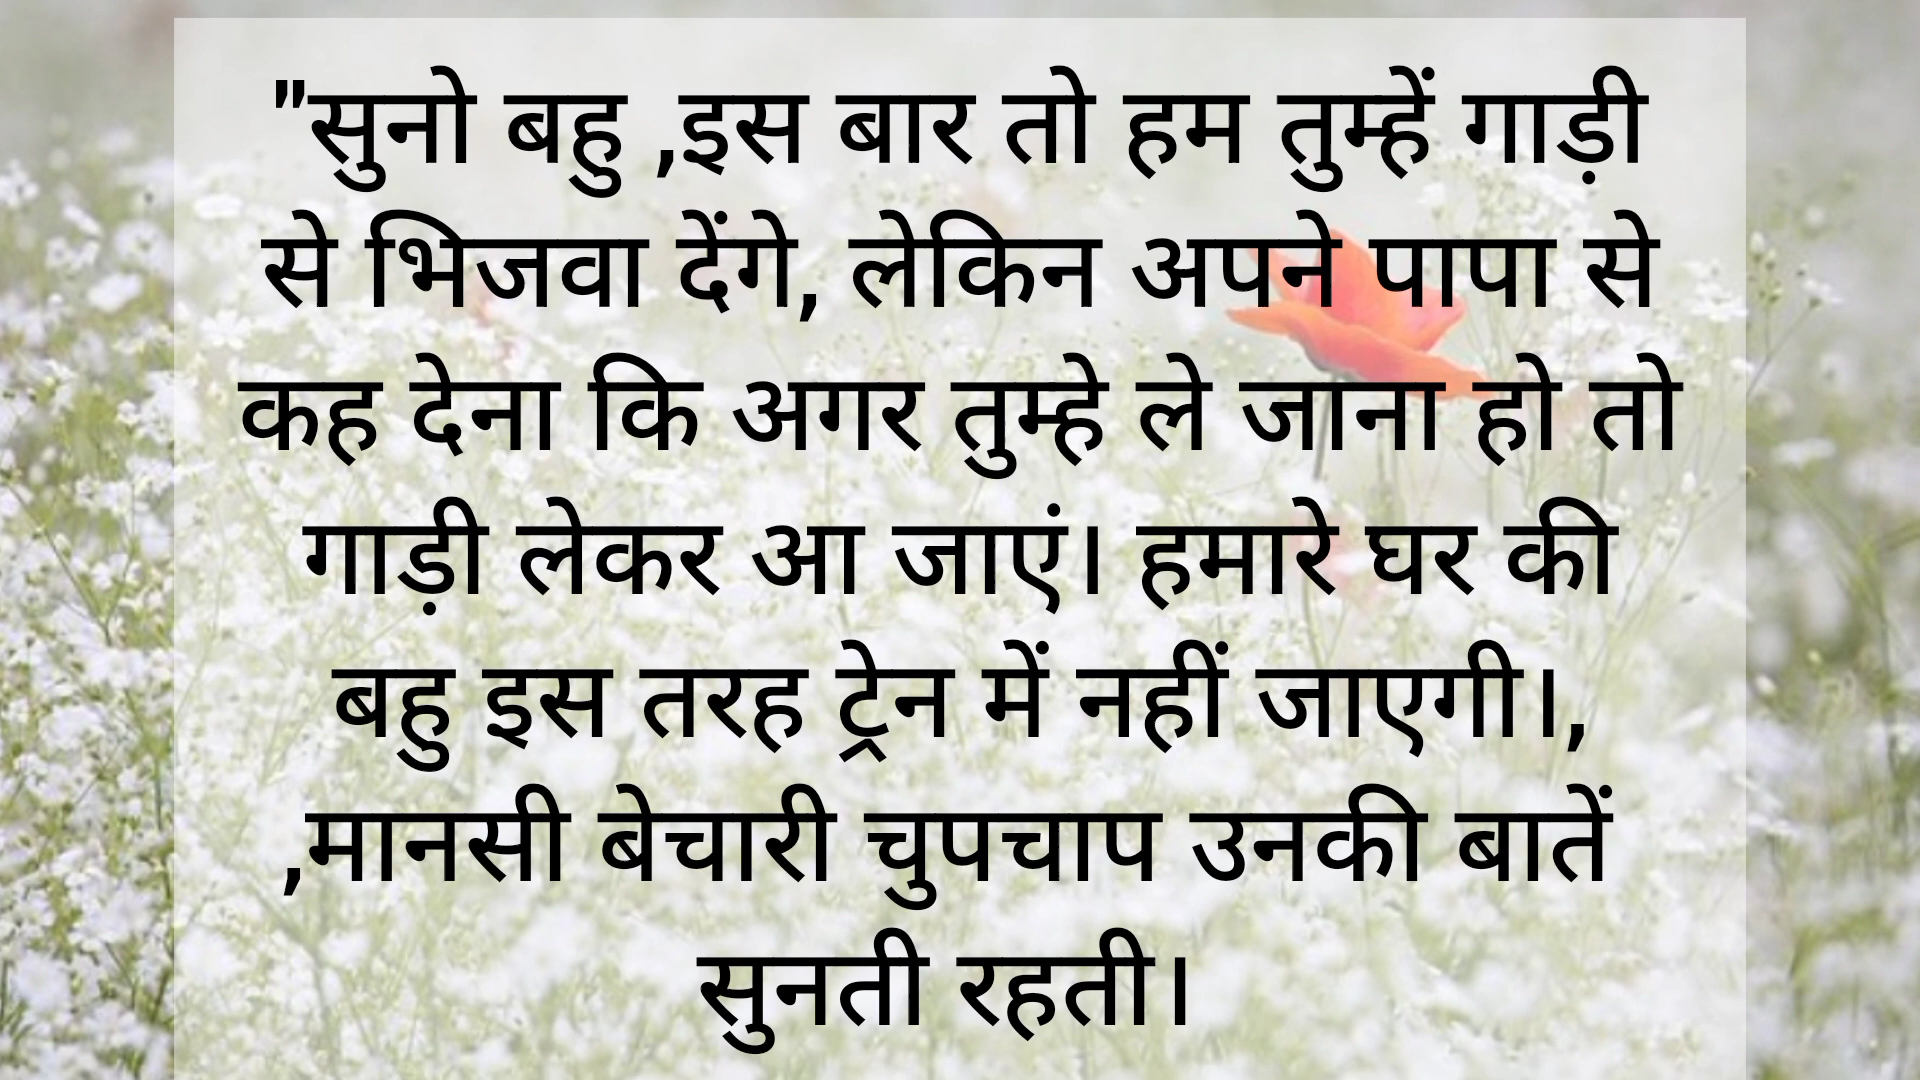 "सुनो बहु ,इस बार तो हम तुम्हें गाड़ी
से भिजवा देंगे, लेकिन अपने पापा से
कह देना कि अगर तुम्हे ले जाना हो तो
गाड़ी लेकर आ जाएं। हमारे घर की
बहु इस तरह ट्रेन में नहीं जाएगी।,
,मानसी बेचारी चुपचाप उनकी बातें
सुनती रहती।